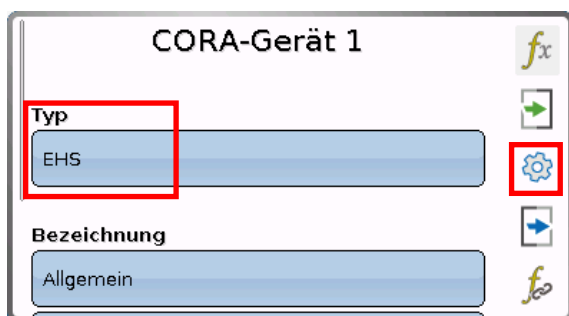 CORA-Gerät 1
Typ
EHS
Bezeichnung
Allgemein